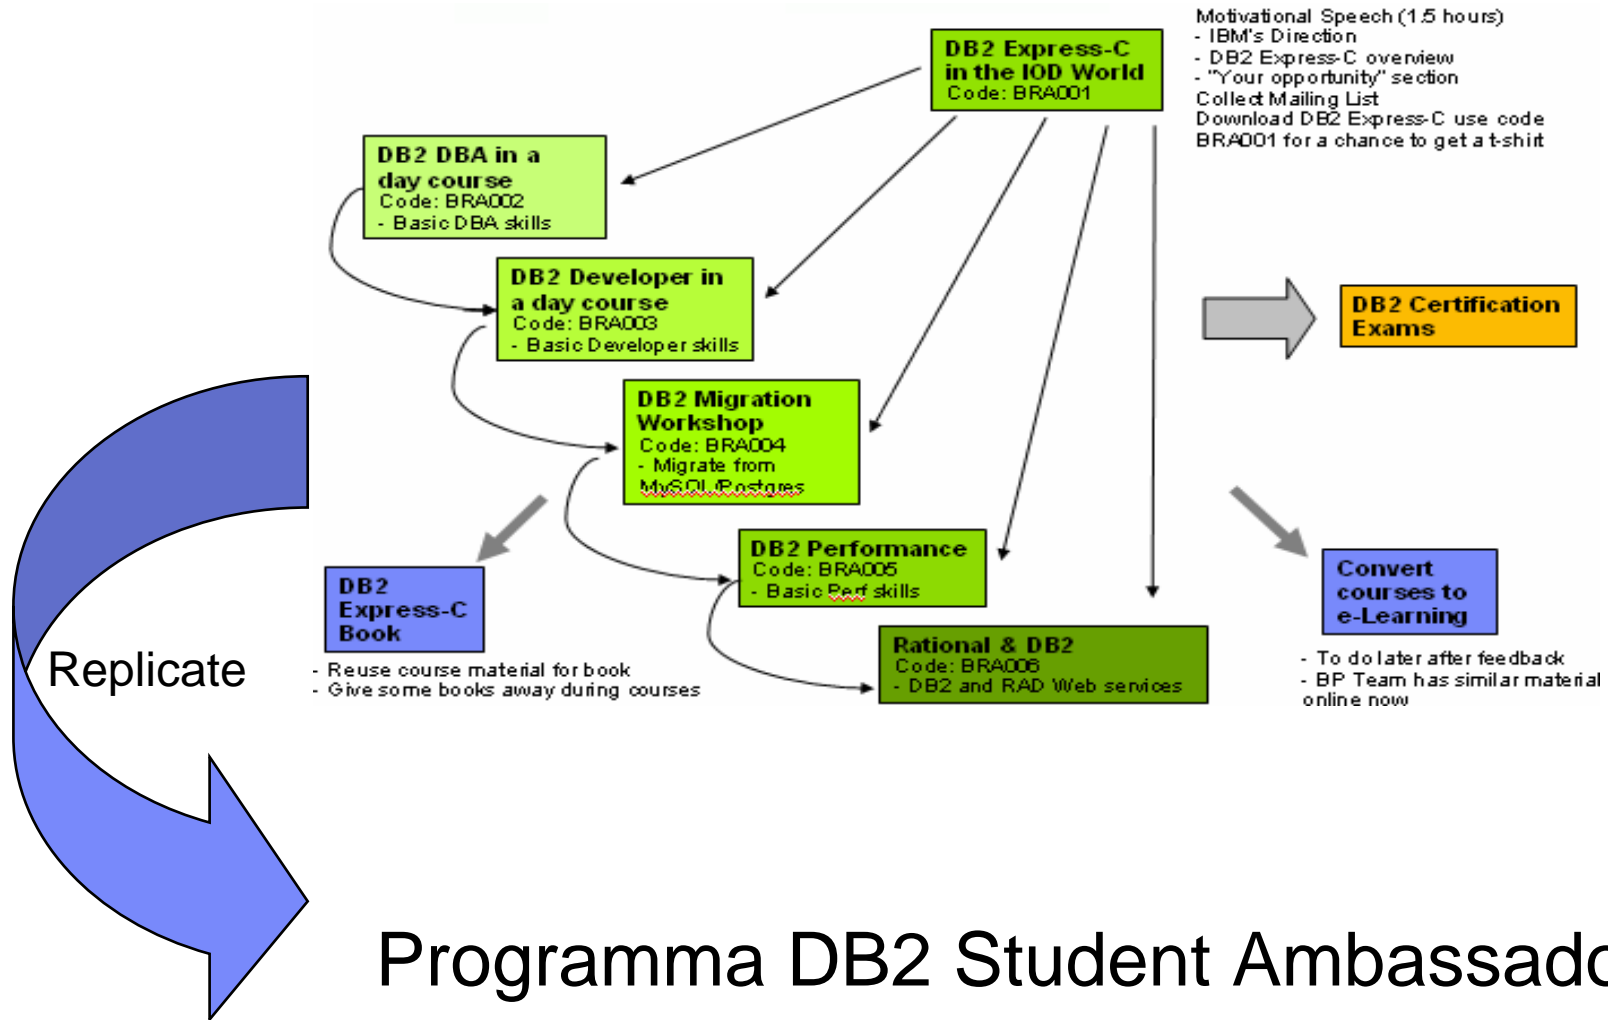 DB2 Express-C
in the IOD World
Code: BRA001
Motivational Speech (1.5 hours)
- IBM's Direction
- DB2 Express-C overview
- "Your opportunity" section
Collect Mailing List
Download DB2 Express-C use code
BRA001 for a chance to get a t-shirt
DB2 DBA in a
day course
Code: BRA002
- Basic DBA skills
DB2 Developer in
a day course
Code: BRA003
- Basic Developer skills
DB2 Certification
Exams
DB2 Migration
Workshop
Code: BRA004
- Migrate from
MySQL/Postgres
DB2 Performance
Code: BRA005
- Basic Perf skills
DB2
Express-C
Book
- Reuse course material for book
- Give some books away during courses
Rational & DB2
Code: BRA006
- DB2 and RAD Web services
Convert
courses to
e-Learning
- To do later after feedback
- BP Team has similar material
online now
Replicate
Programma DB2 Student Ambassado